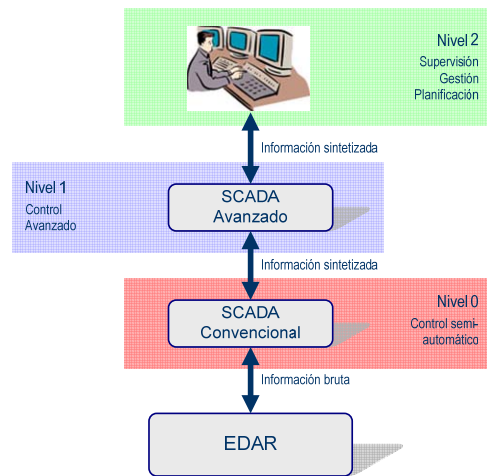 Nivel 2
Supervisión
Gestión
Planificación
Información sintetizada
Nivel 1
Control
Avanzado
SCADA
Avanzado
Información sintetizada
SCADA
Convencional
Nivel 0
Control semi-
automático
Información bruta
EDAR